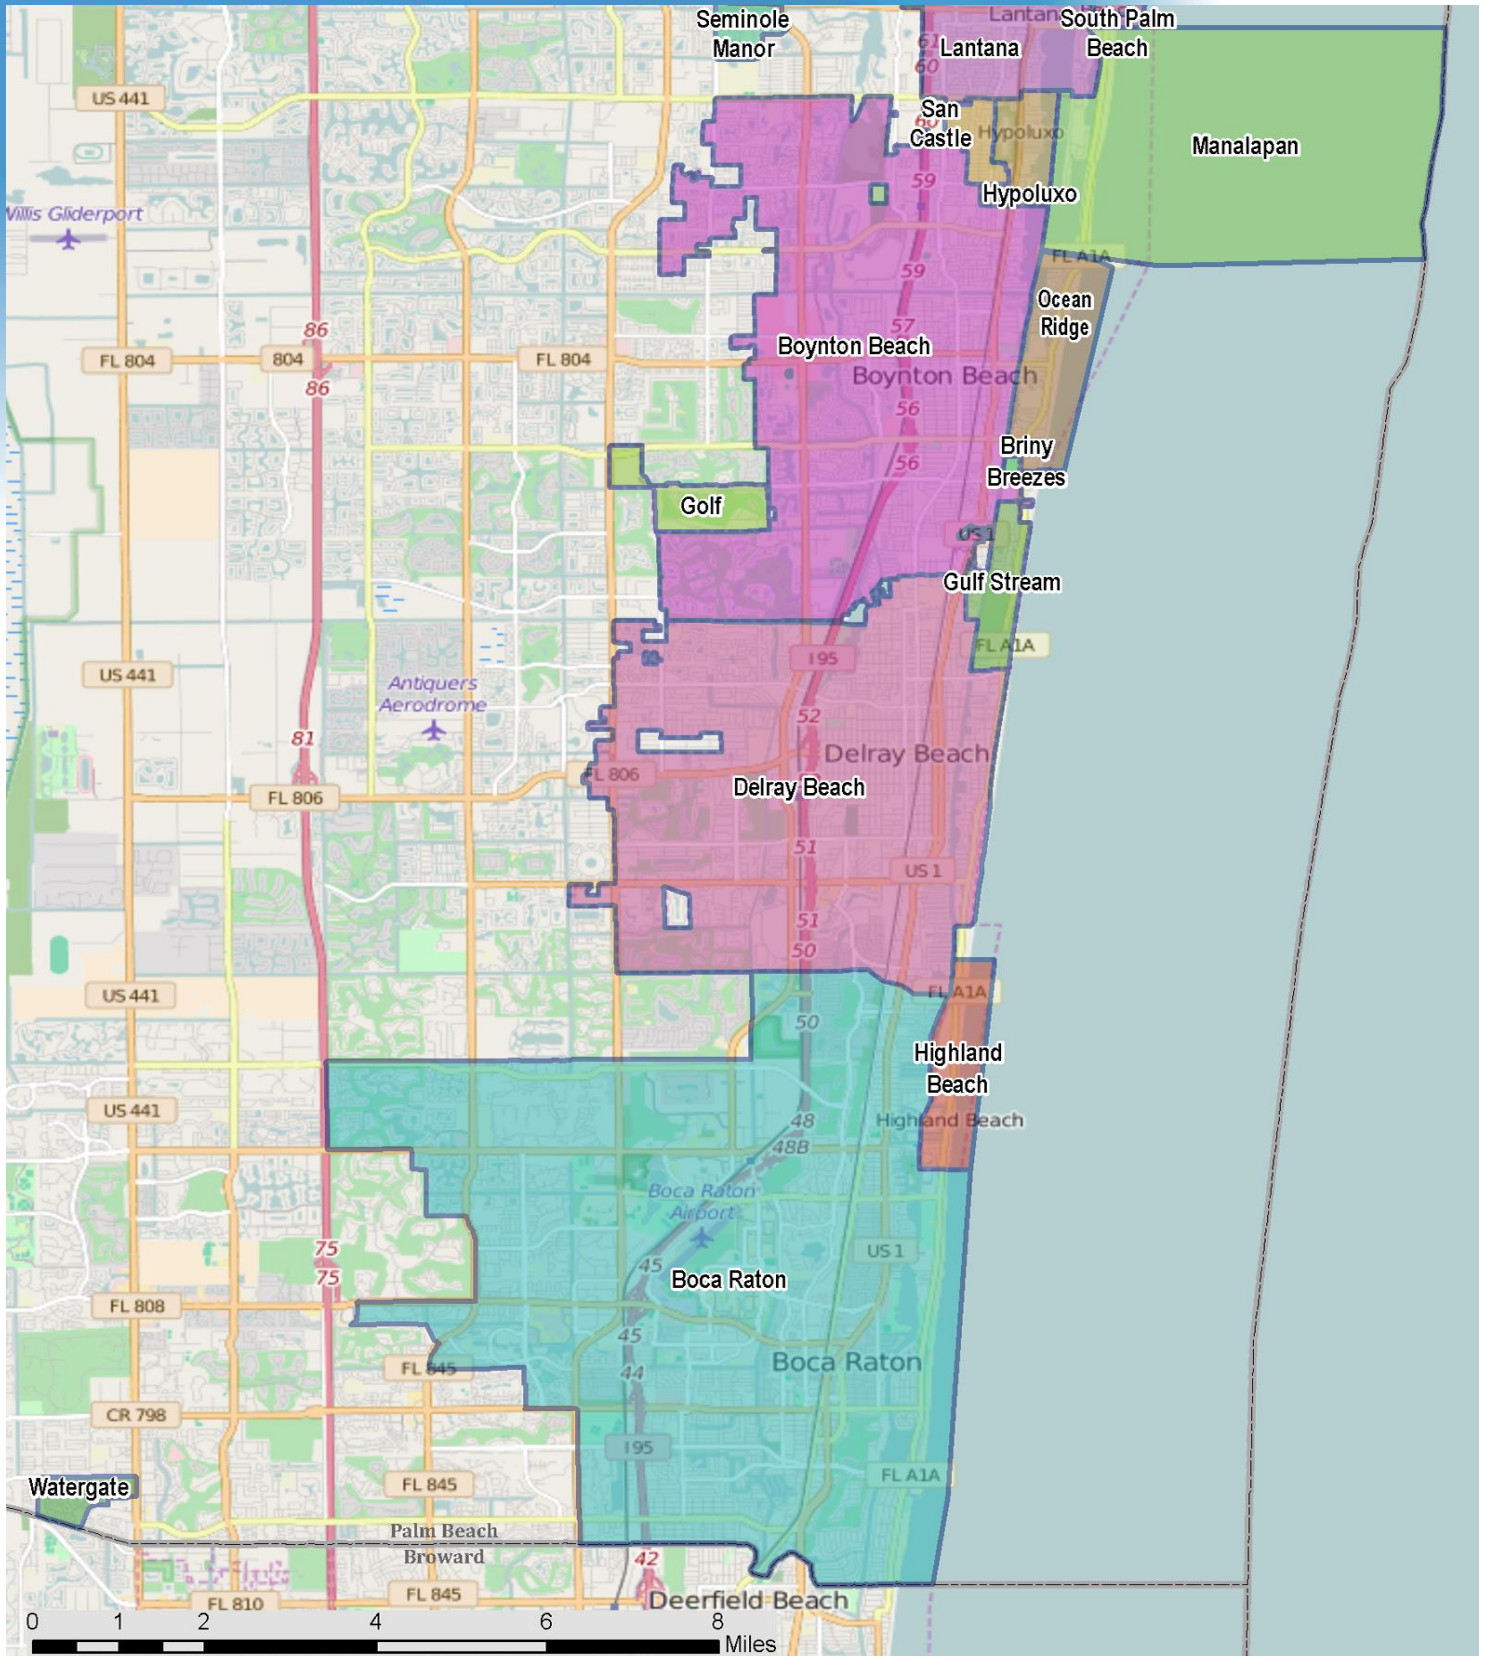 Seminole
Manor
Lantana
South Palm
Beach
61
Lantana
60
US 441
San
Castle
60
Hypoluxo
Manalapan
59
Hypoluxo
Willis Gliderport
FL A1A
59
Ocean
Ridge
86
57
Boynton Beach
FL 804
804
FL 804
Boynton Beach
86
56
Briny
Breezes
56
Golf
US 1
Gulf Stream
FL A1A
I 95
US 441
Antiquers
Aerodrome
52
81
Delray Beach
FL 806
Delray Beach
FL 806
51
US 1
51
50
FL A1A
US 441
50
Highland
Beach
US 441
48
Highland Beach
48B
Boca Raton
Airport
75
US 1
45
75
Boca Raton
FL 808
45
Boca Raton
FL 845
44
CR 798
I 95
FL A1A
Watergate
FL 845
Palm Beach
Broward
42
FL 845
FL 810
Deerfield Beach
0 1 2 4 6 8
Miles